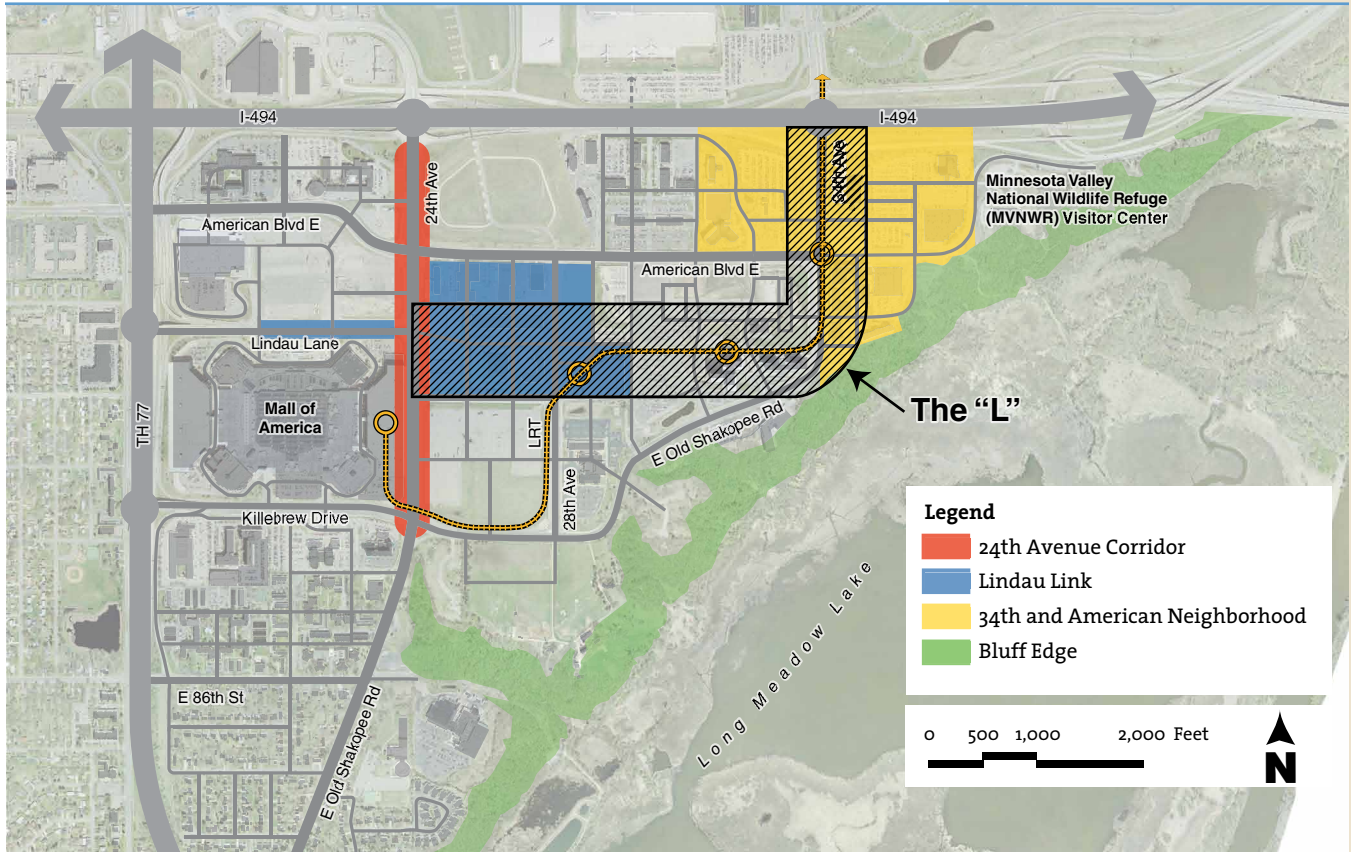 I-494
I-494
24th Ave
34th Ave
American Blvd E
American Blvd E
Minnesota Valley
National Wildlife Refuge
(MVNWR) Visitor Center
Lindau Lane
Mall of
America
TH 77
LRT
28th Ave
E Old Shakopee Rd
The “L”
Killebrew Drive
E 86th St
E Old Shakopee Rd
Long Meadow Lake
Legend
24th Avenue Corridor
Lindau Link
34th and American Neighborhood
Bluff Edge
0 500 1,000 2,000 Feet
N